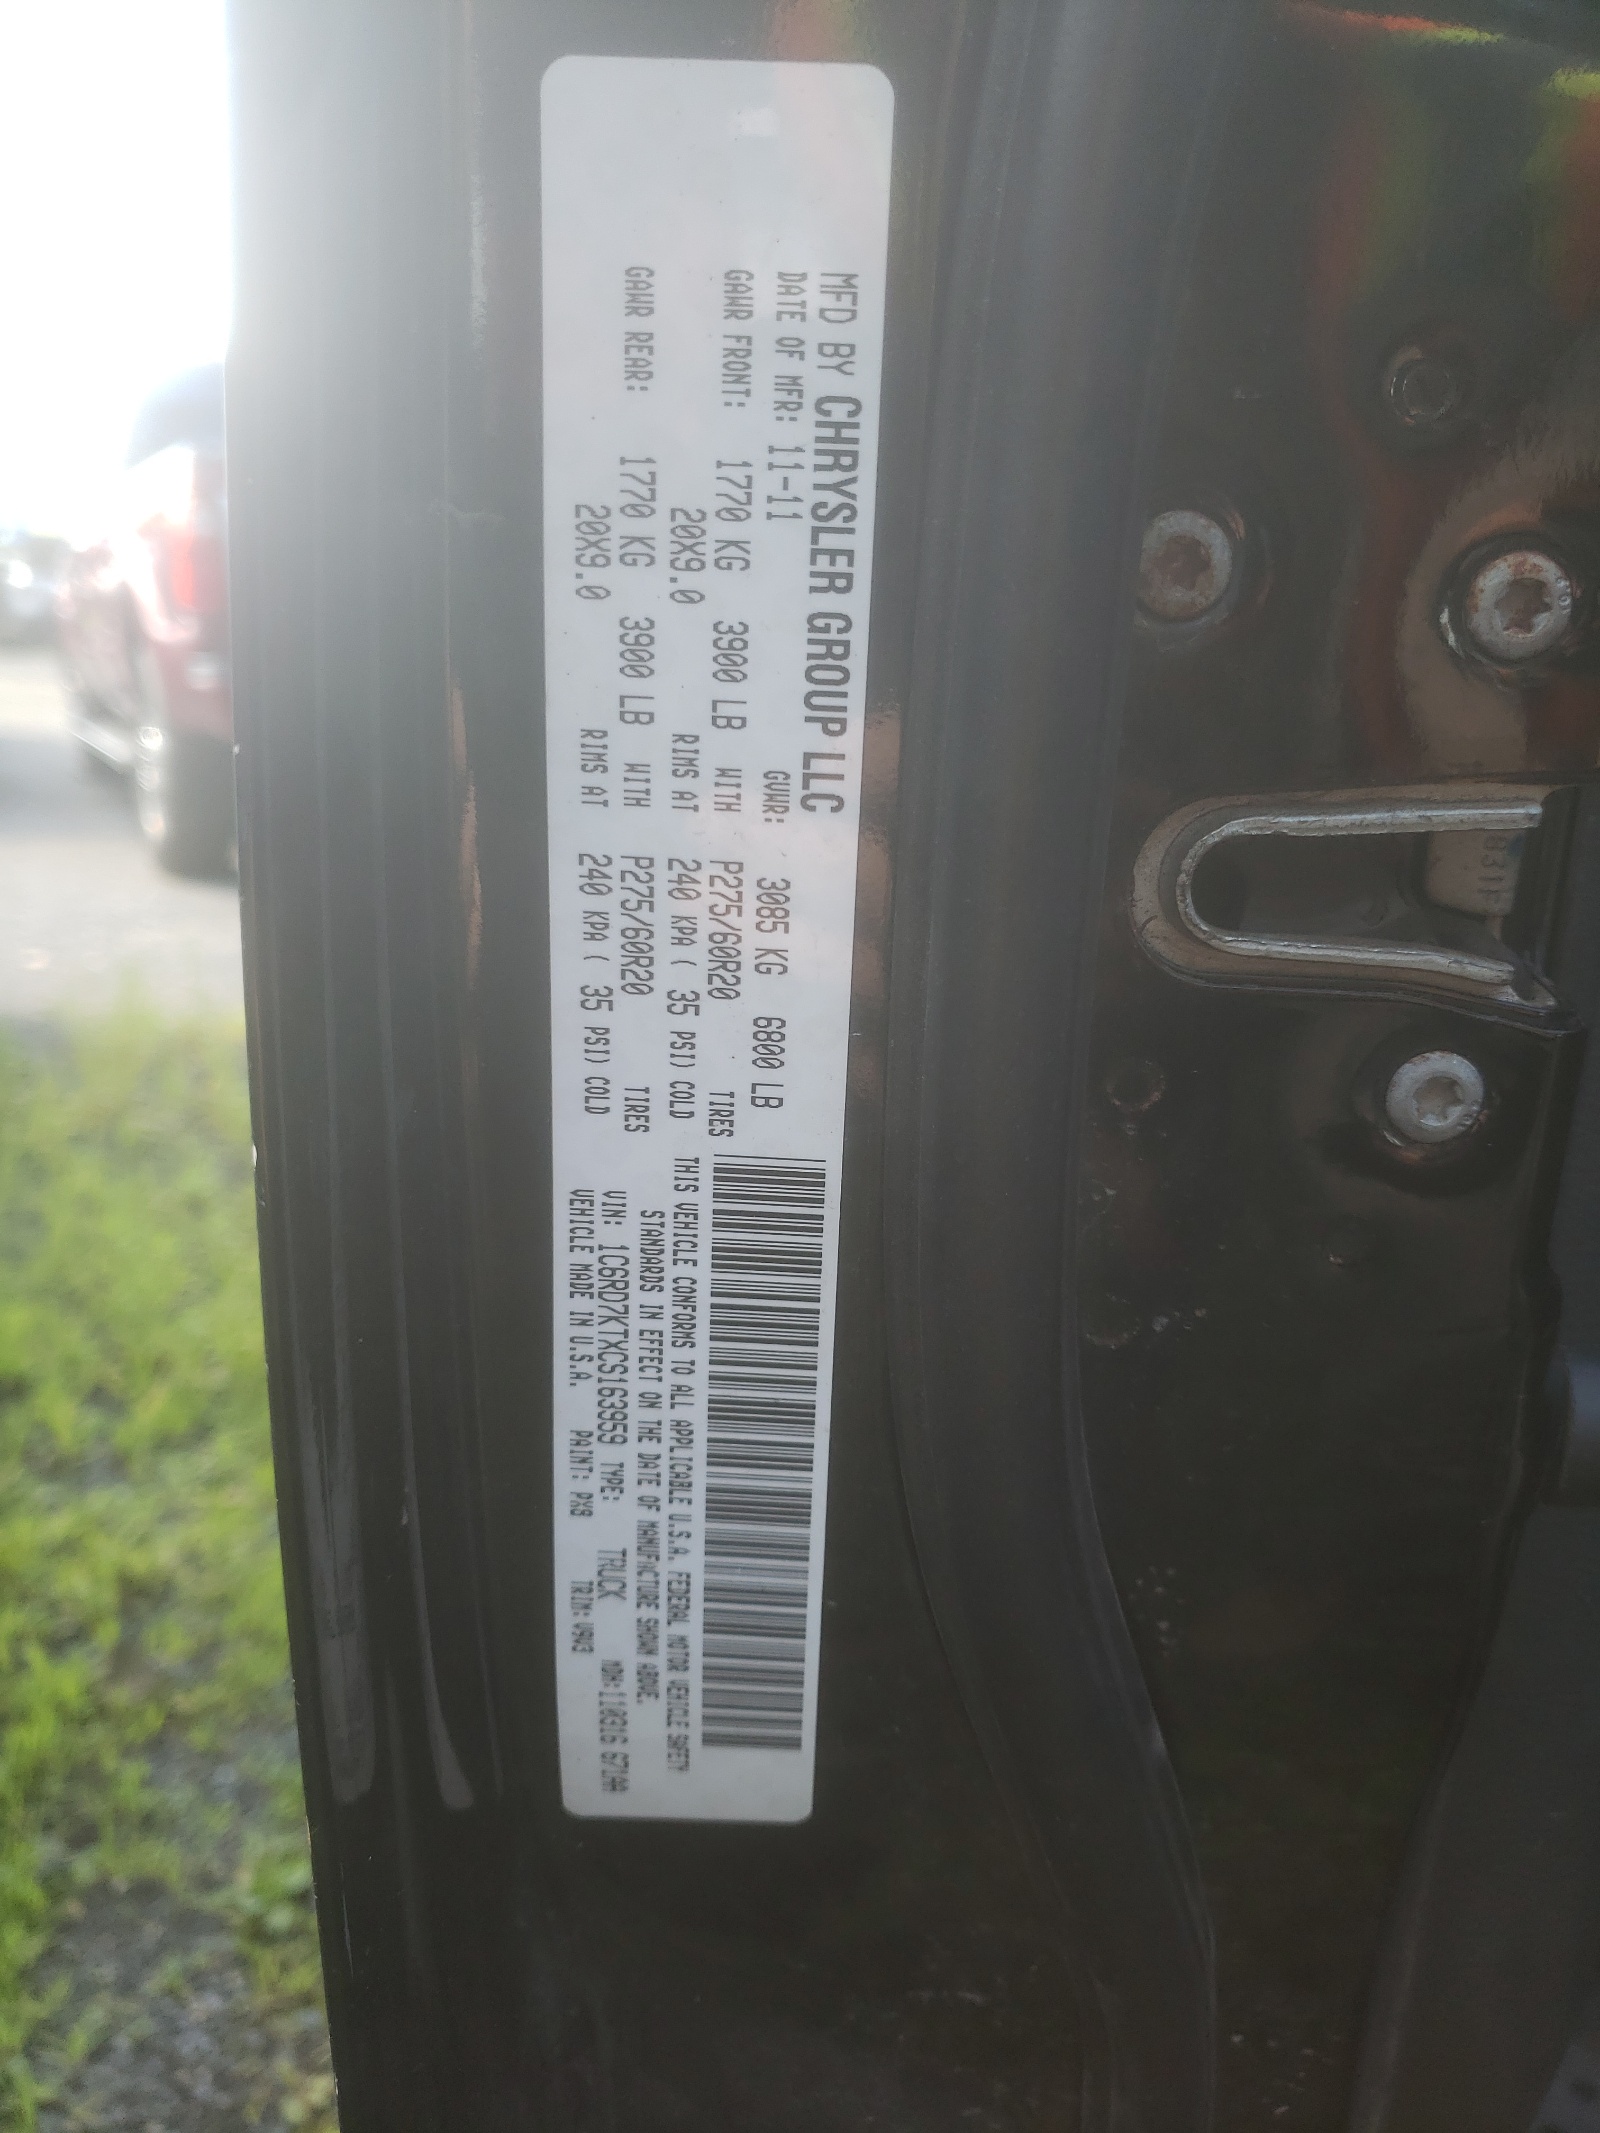 MFD BY CHRYSLER GROUP LLC
DATE OF MFR: 11-11 GVWR: 3085 KG 6800 LB
GAWR FRONT: 1770 KG 3900 LB WITH P275/60R20 TIRES
20X9.0 RIMS AT 240 KPA ( 35 PSI) COLD
GAWR REAR: 1770 KG 3900 LB WITH P275/60R20 TIRES
20X9.0 RIMS AT 240 KPA ( 35 PSI) COLD
THIS VEHICLE CONFORMS TO ALL APPLICABLE U.S.A. FEDERAL MOTOR VEHICLE SAFETY
STANDARDS IN EFFECT ON THE DATE OF MANUFACTURE SHOWN ABOVE.
VIN: 1C6RD7KTXCS163959 TYPE: TRUCK MDH:
VEHICLE MADE IN U.S.A. PAINT: PX8 TRIM: V9V3